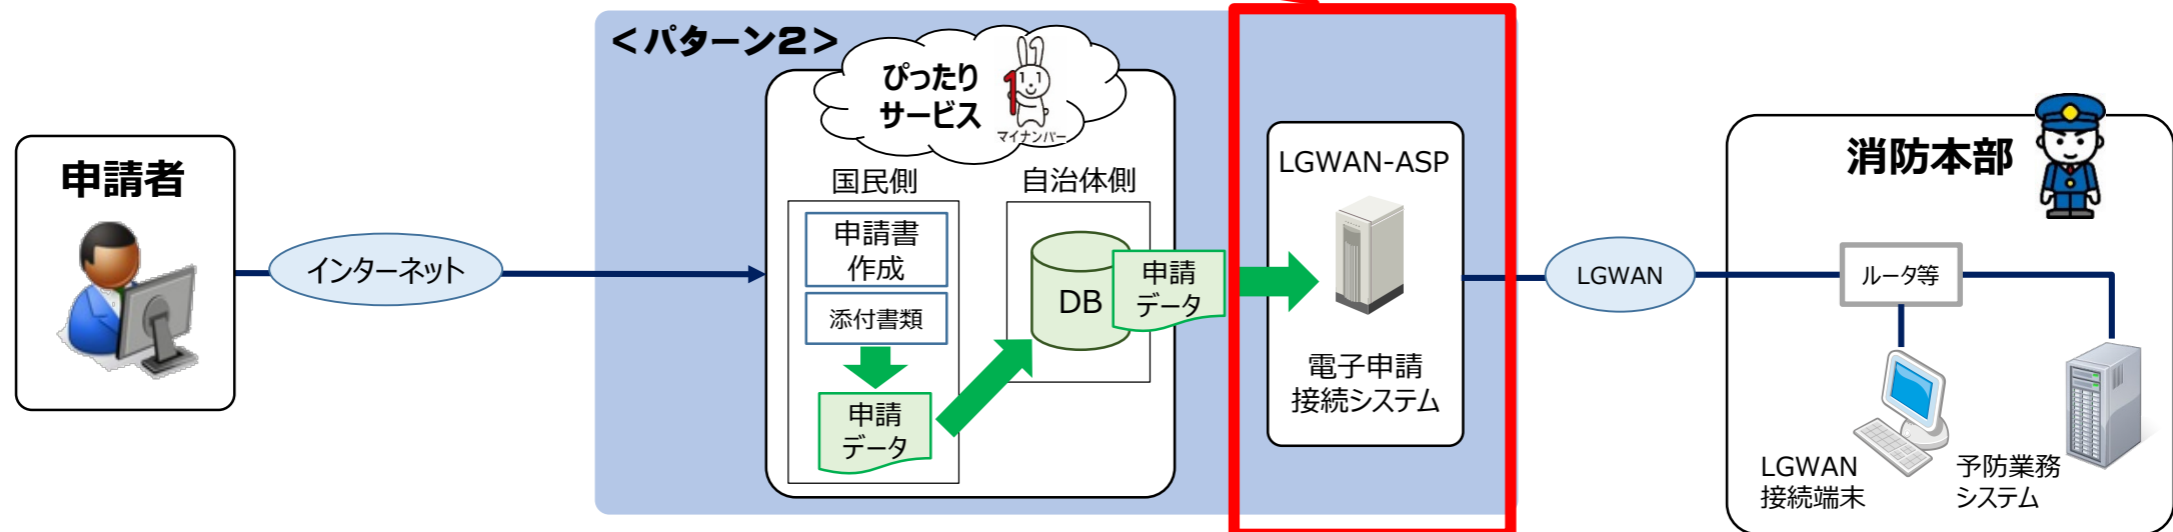 <パターン2>
ぴったり
サービス
マイナンバー
申請者
インターネット
国民側
申請書
作成
添付書類
申請
データ
自治体側
DB
申請
データ
LGWAN-ASP
電子申請
接続システム
LGWAN
消防本部
ルータ等
LGWAN
接続端末
予防業務
システム